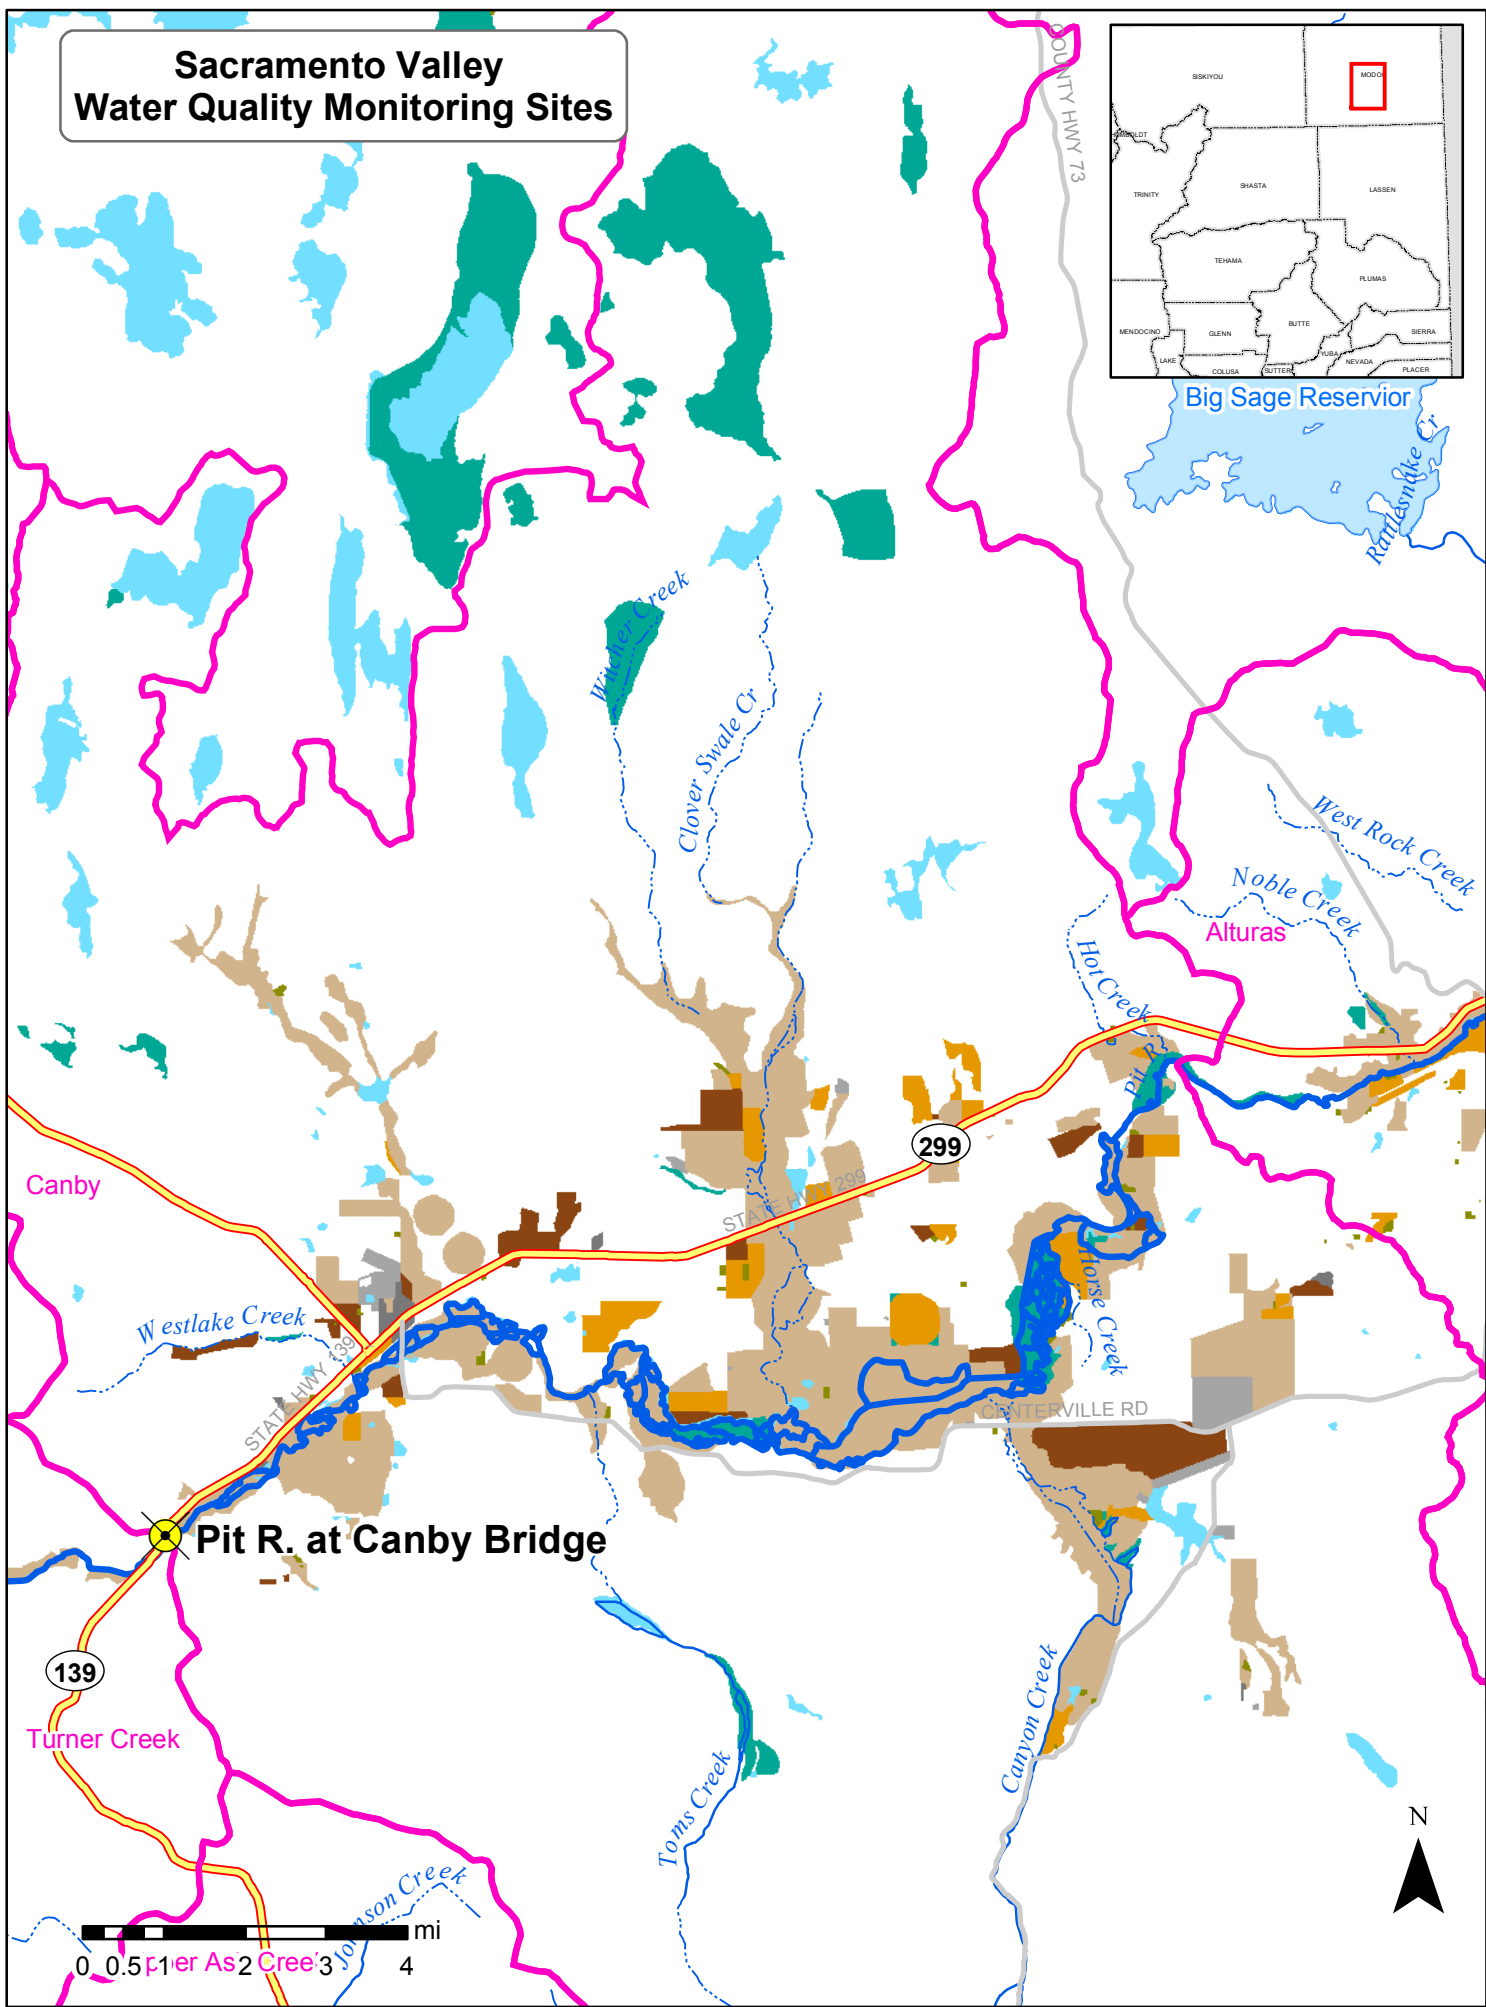 Sacramento Valley
Water Quality Monitoring Sites
COUNTY HWY 73
SISKIYOU
MODO
TRINITY
SHASTA
LASSEN
TEHAMA
PLUMAS
MENDOCINO
GLENN
BUTTE
SIERRA
YUBA
LAKE
NEVADA
COLUSA
SUTTER
PLACER
Big Sage Reservior
Rattlesnake Cr
Witcher Creek
Clover Swale Cr
West Rock Creek
Noble Creek
Alturas
Hot Creek
Pit R
299
Canby
STATE HWY 299
Horse Creek
Westlake Creek
STATE HWY 139
CENTERVILLE RD
Pit R. at Canby Bridge
139
Turner Creek
Canyon Creek
Toms Creek
N
Johnson Creek
mi
0 0.5 1 2 3 4